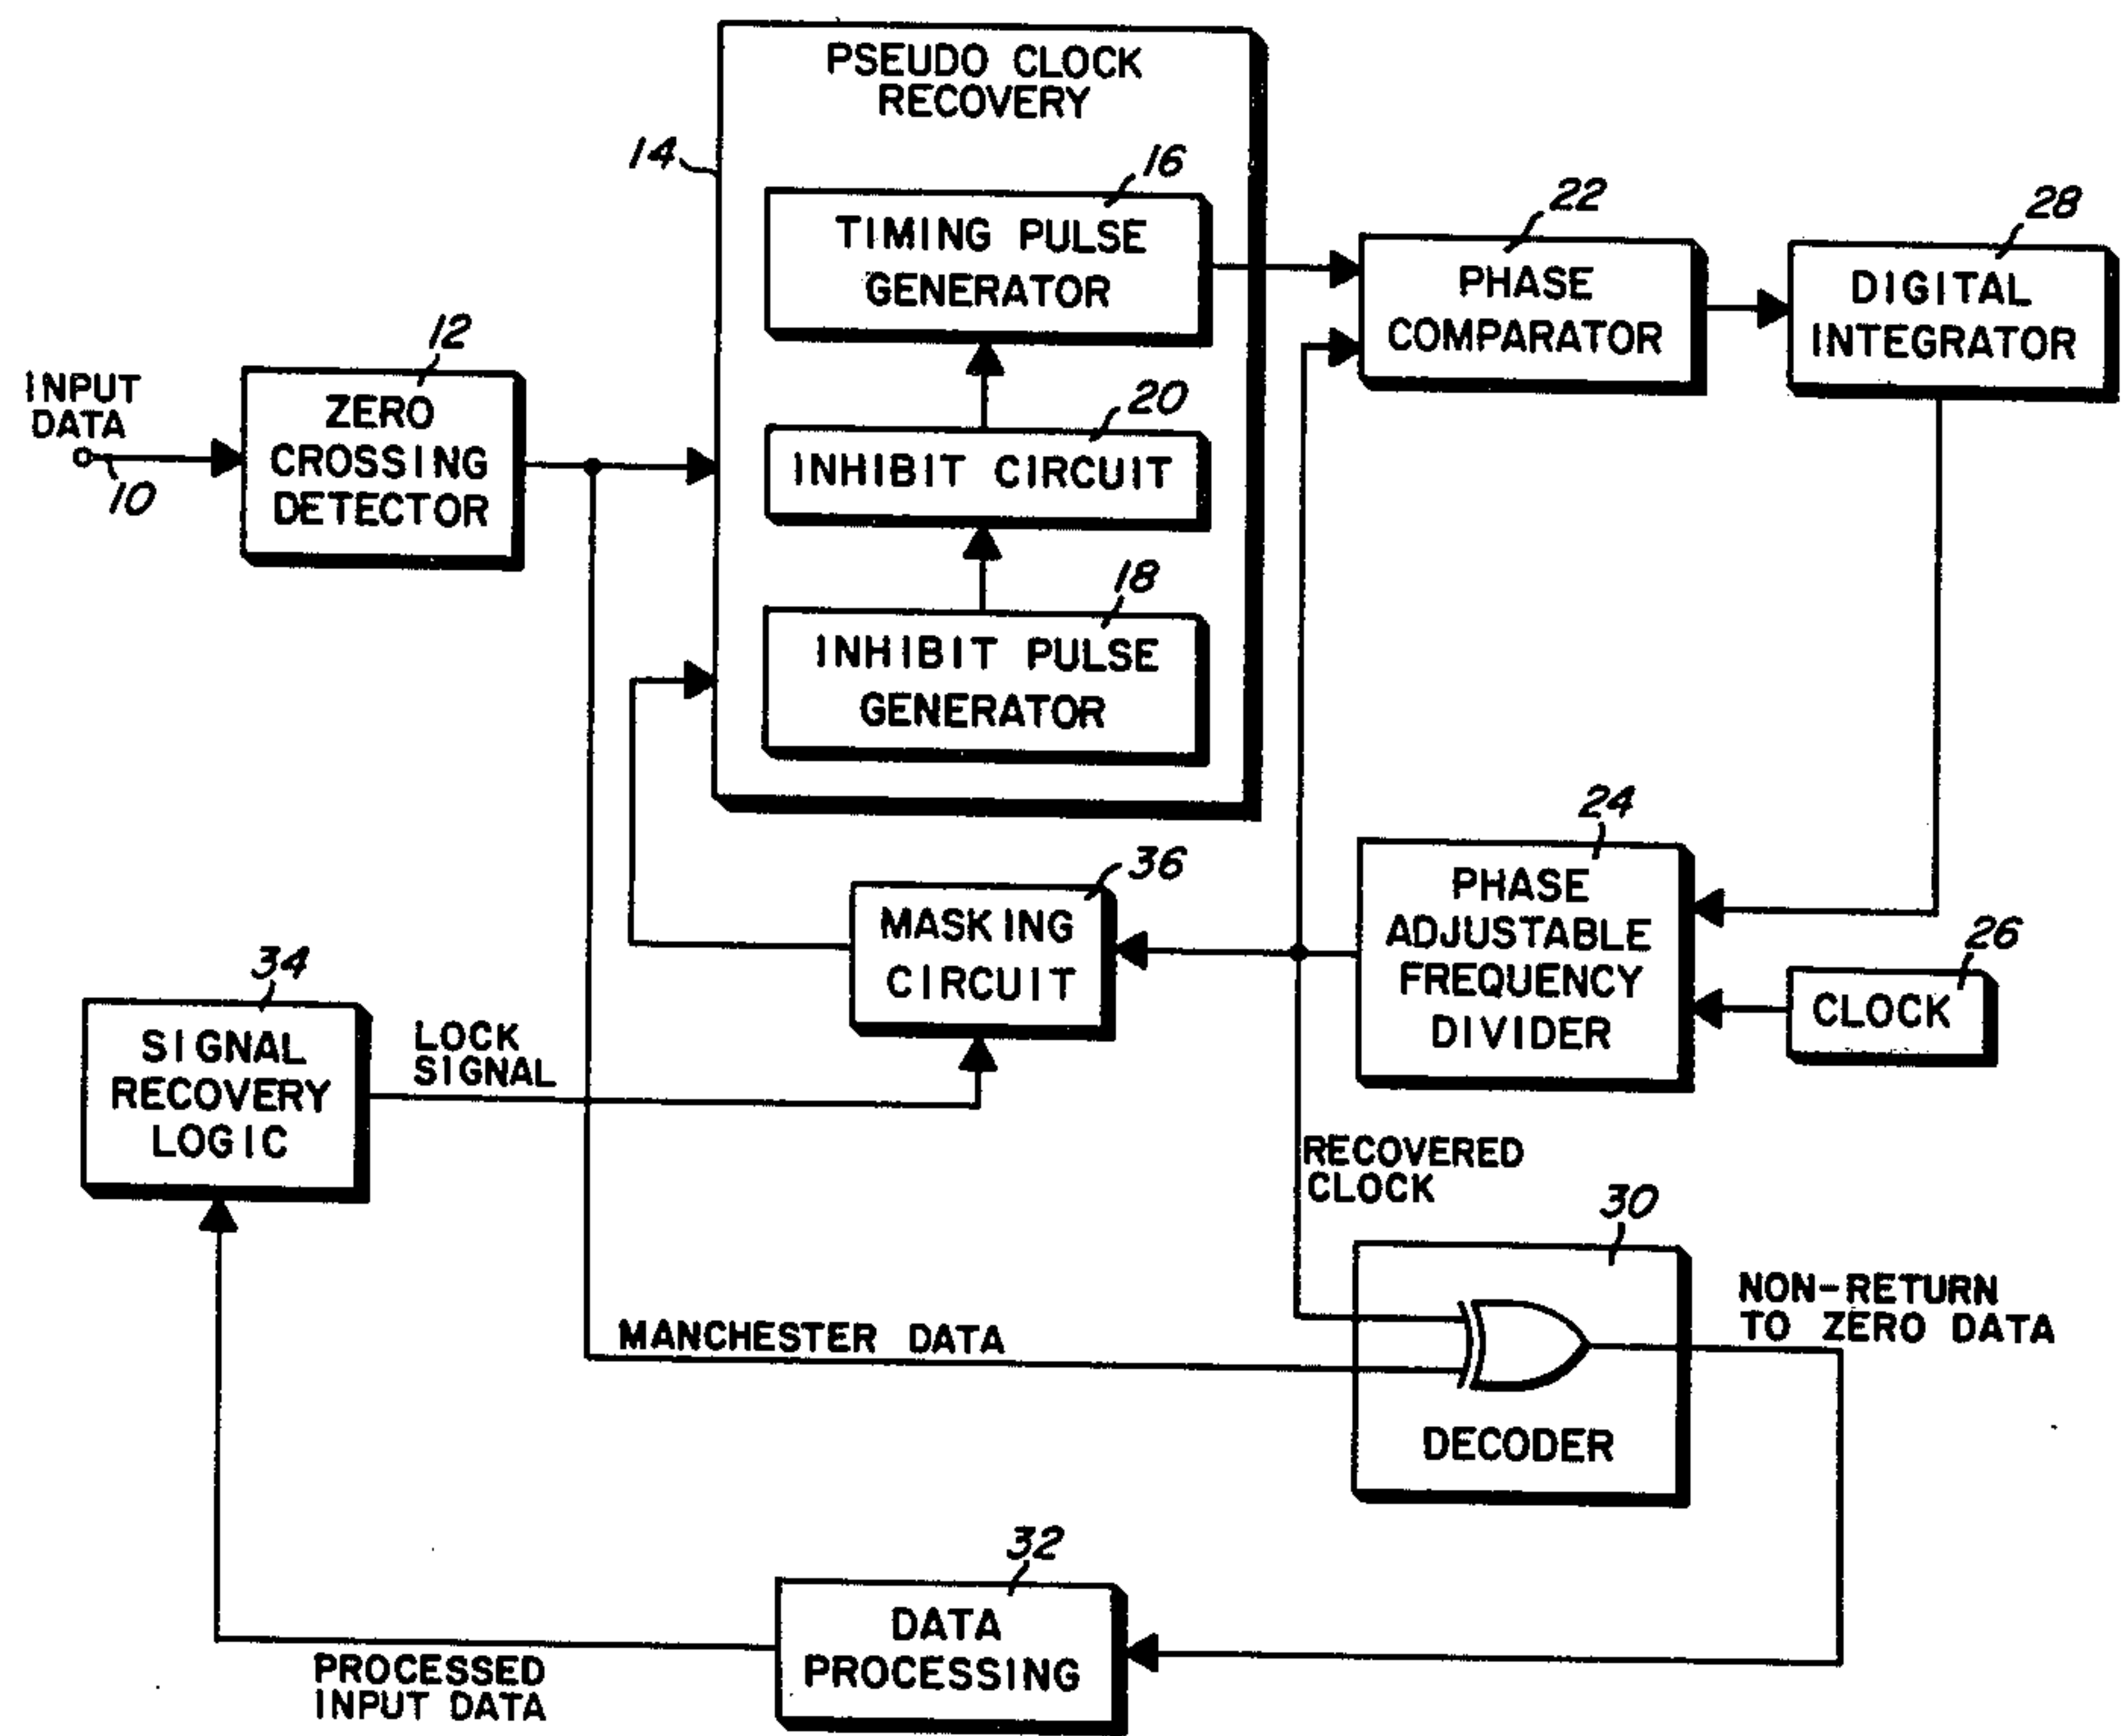 PSEUDO CLOCK
RECOVERY
14
16
TIMING PULSE
GENERATOR
22
PHASE
COMPARATOR
28
DIGITAL
INTEGRATOR
INPUT
DATA
10
12
ZERO
CROSSING
DETECTOR
20
INHIBIT CIRCUIT
18
INHIBIT PULSE
GENERATOR
24
PHASE
ADJUSTABLE
FREQUENCY
DIVIDER
26
CLOCK
36
MASKING
CIRCUIT
34
SIGNAL
RECOVERY
LOGIC
LOCK
SIGNAL
RECOVERED
CLOCK
30
DECODER
MANCHESTER DATA
NON-RETURN
TO ZERO DATA
32
DATA
PROCESSING
PROCESSED
INPUT DATA